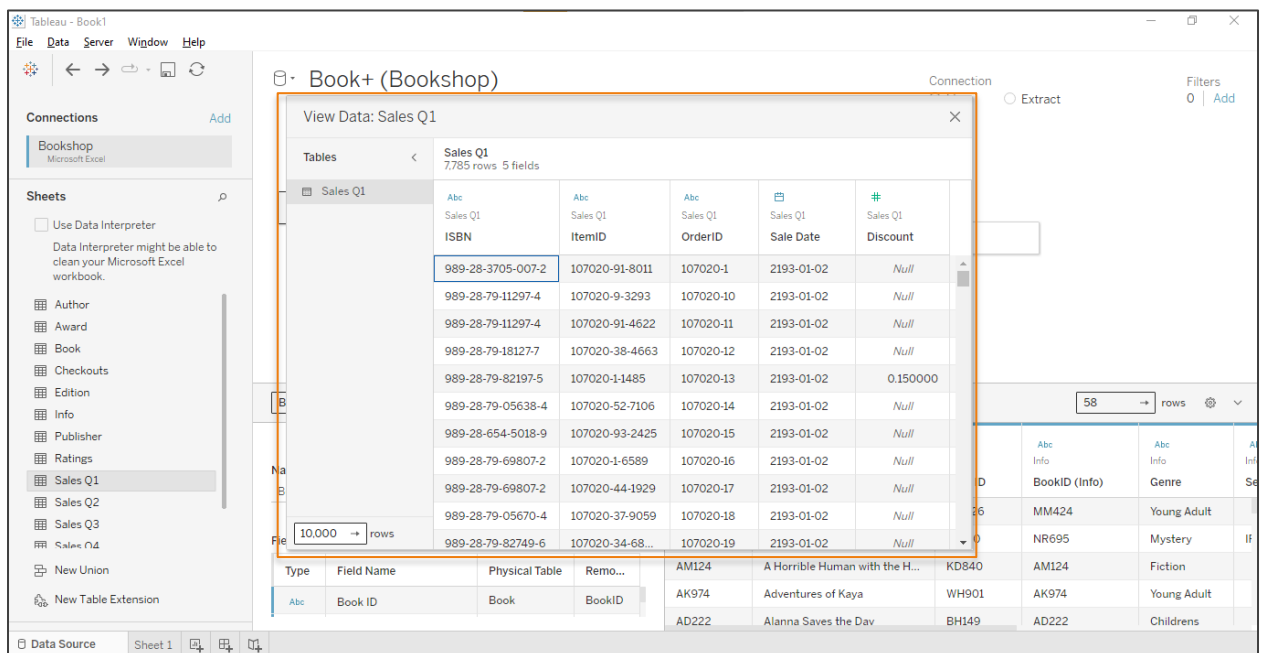 Tableau - Book1
File Data Server Window Help
Connections Add
Bookshop
Microsoft Excel
Sheets
Use Data Interpreter
Data Interpreter might be able to
clean your Microsoft Excel
workbook.
Author
Award
Book
Checkouts
Edition
Info
Publisher
Ratings
Sales Q1
Sales Q2
Sales Q3
Sales Q4
New Union
New Table Extension
Book+ (Bookshop)
Connection
Extract
Filters
0 Add
View Data: Sales Q1
Tables
Sales Q1
Sales Q1
7,785 rows 5 fields
Abc Abc Abc #
Sales Q1 Sales Q1 Sales Q1 Sales Q1 Sales Q1
ISBN ItemID OrderID Sale Date Discount
989-28-3705-007-2 107020-91-8011 107020-1 2193-01-02 Null
989-28-79-11297-4 107020-9-3293 107020-10 2193-01-02 Null
989-28-79-11297-4 107020-91-4622 107020-11 2193-01-02 Null
989-28-79-18127-7 107020-38-4663 107020-12 2193-01-02 Null
989-28-79-82197-5 107020-1-1485 107020-13 2193-01-02 0.150000
989-28-79-05638-4 107020-52-7106 107020-14 2193-01-02 Null
989-28-654-5018-9 107020-93-2425 107020-15 2193-01-02 Null
989-28-79-69807-2 107020-1-6589 107020-16 2193-01-02 Null
989-28-79-69807-2 107020-44-1929 107020-17 2193-01-02 Null
989-28-79-05670-4 107020-37-9059 107020-18 2193-01-02 Null
989-28-79-82749-6 107020-34-68... 107020-19 2193-01-02 Null
10,000 → rows
58 → rows
Abc Abc
Info Info
BookID (Info) Genre
MM424 Young Adult
NR695 Mystery
Type Field Name Physical Table Remo...
Abc Book ID Book BookID
AM124 A Horrible Human with the H... KD840 AM124 Fiction
AK974 Adventures of Kaya WH901 AK974 Young Adult
AD222 Alanna Saves the Day BH149 AD222 Childrens
Data Source Sheet 1